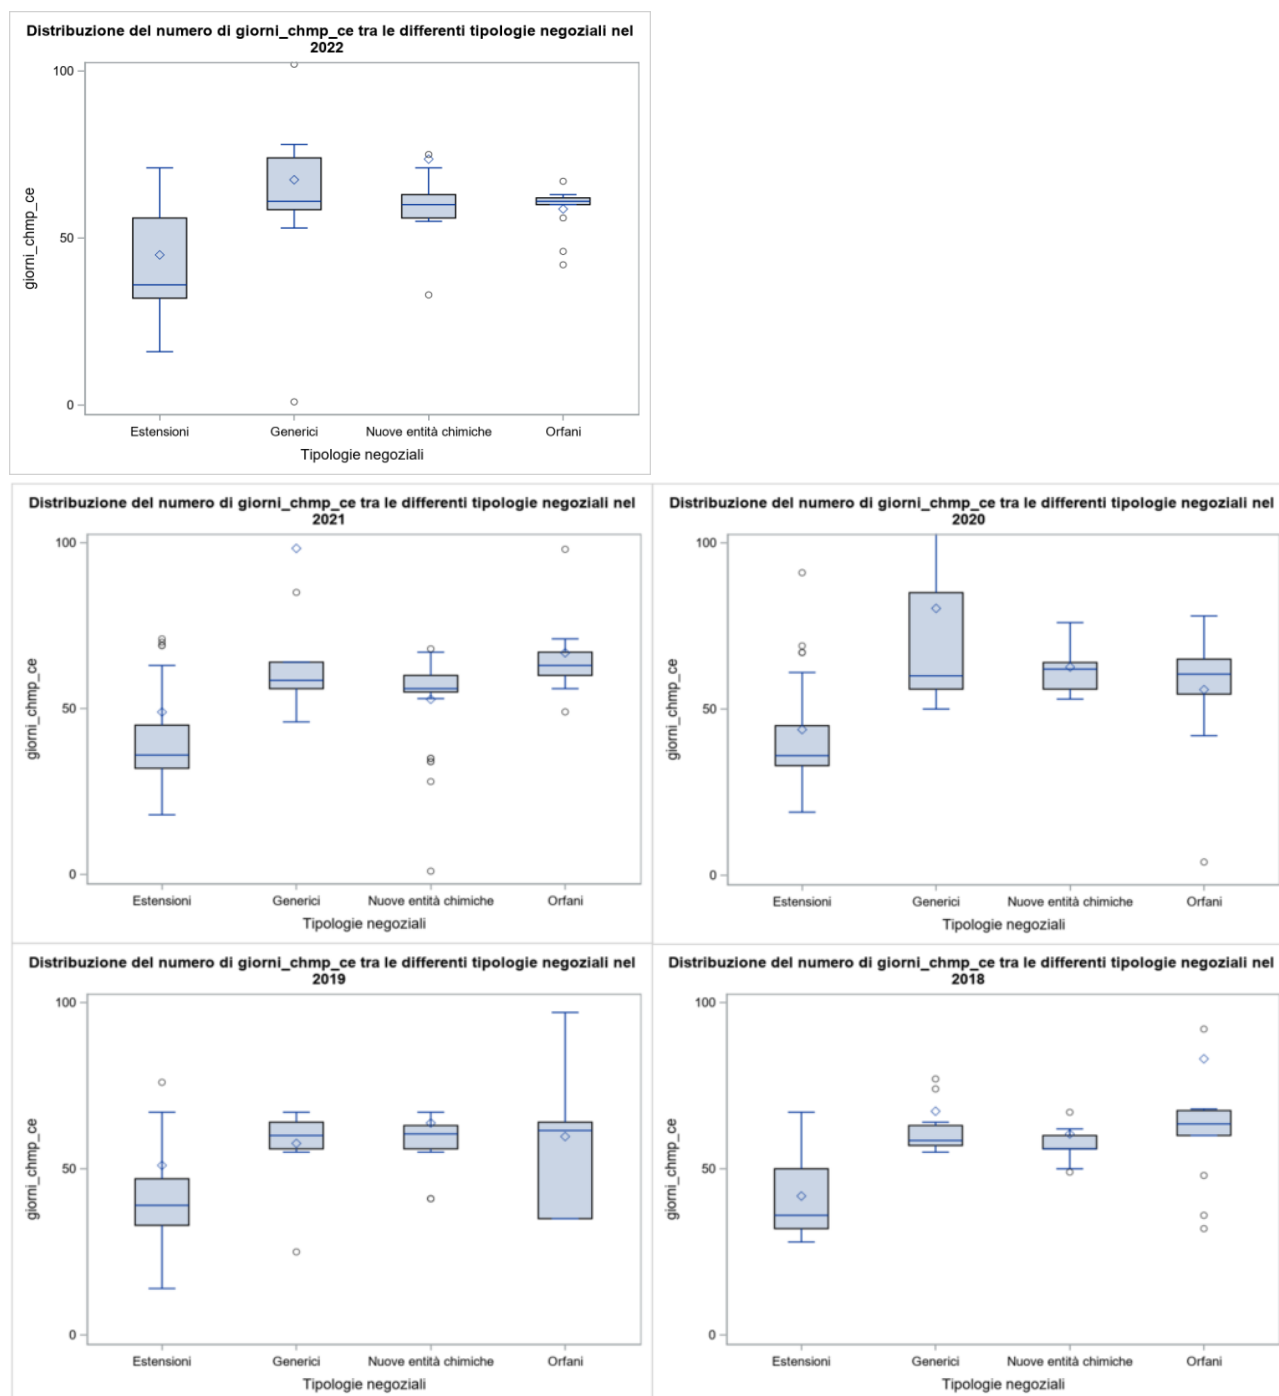 Distribuzione del numero di giorni_chmp_ce tra le differenti tipologie negoziali nel
2022
100
50
0
giorni_chmp_ce
Estensioni Generici Nuove entità chimiche Orfani
Tipologie negoziali
Distribuzione del numero di giorni_chmp_ce tra le differenti tipologie negoziali nel
2021
100
50
0
giorni_chmp_ce
Estensioni Generici Nuove entità chimiche Orfani
Tipologie negoziali
Distribuzione del numero di giorni_chmp_ce tra le differenti tipologie negoziali nel
2020
100
50
0
giorni_chmp_ce
Estensioni Generici Nuove entità chimiche Orfani
Tipologie negoziali
Distribuzione del numero di giorni_chmp_ce tra le differenti tipologie negoziali nel
2019
100
50
0
giorni_chmp_ce
Estensioni Generici Nuove entità chimiche Orfani
Tipologie negoziali
Distribuzione del numero di giorni_chmp_ce tra le differenti tipologie negoziali nel
2018
100
50
0
giorni_chmp_ce
Estensioni Generici Nuove entità chimiche Orfani
Tipologie negoziali